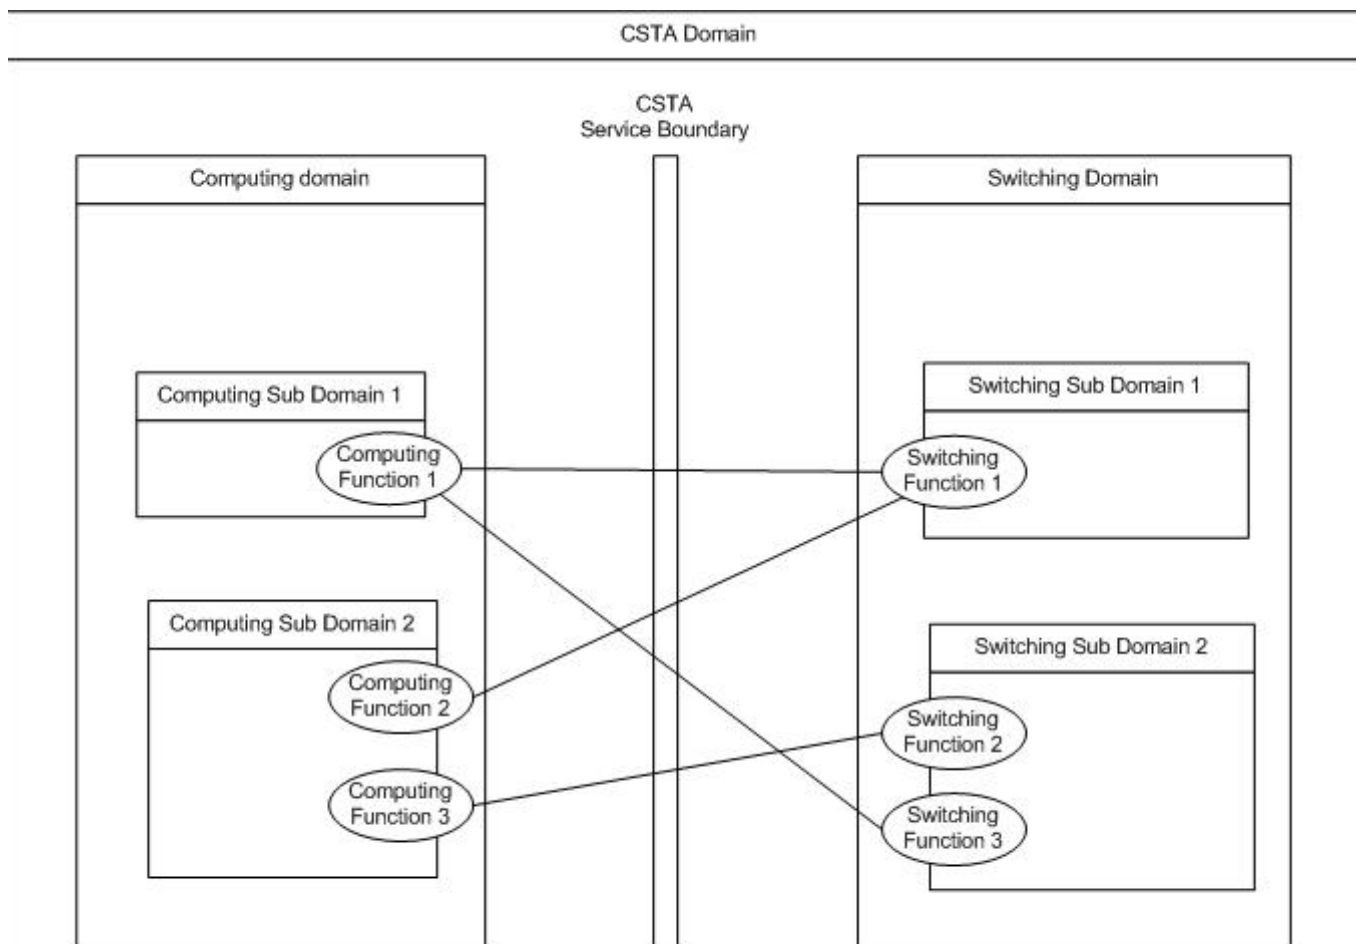 CSTA Domain
CSTA
Service Boundary
Computing domain
Switching Domain
Computing Sub Domain 1
Switching Sub Domain 1
Computing
Function 1
Switching
Function 1
Computing Sub Domain 2
Switching Sub Domain 2
Computing
Function 2
Switching
Function 2
Computing
Function 3
Switching
Function 3